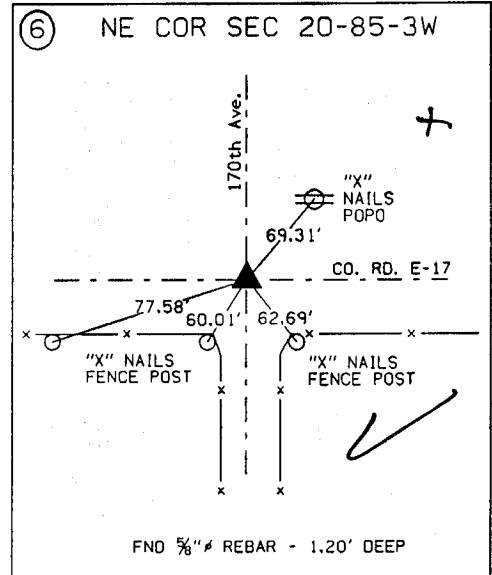 6 NE COR SEC 20-85-3W
170th Ave.
"X"
NAILS
POPO
69.31'
CO. RD. E-17
77.58'
60.01' 62.69'
"X" NAILS
FENCE POST
"X" NAILS
FENCE POST
FND 5/8"ø REBAR - 1.20' DEEP